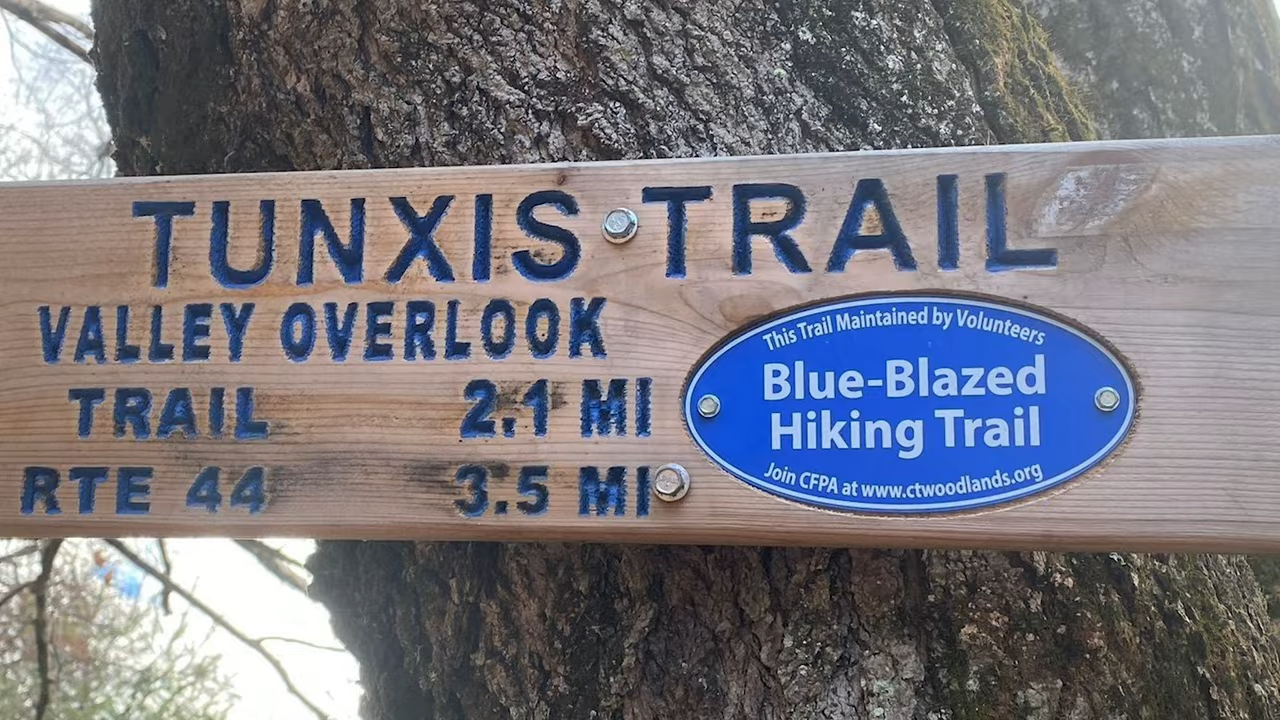 TUNXIS TRAIL
VALLEY OVERLOOK
TRAIL 2.1 MI
RTE 44 3.5 MI
This Trail Maintained by Volunteers
Blue-Blazed
Hiking Trail
Join CFPA at www.ctwoodlands.org